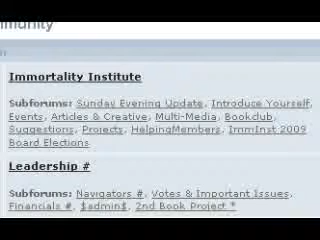 Immortality Institute
Subforums: Sunday Evening Update, Introduce Yourself,
Events, Articles & Creative, Multi-Media, Bookclub,
Suggestions, Projects, HelpingMembers, ImmInst 2009
Board Elections
Leadership #
Subforums: Navigators #, Votes & Important Issues,
Financials #, $admin$, 2nd Book Project *